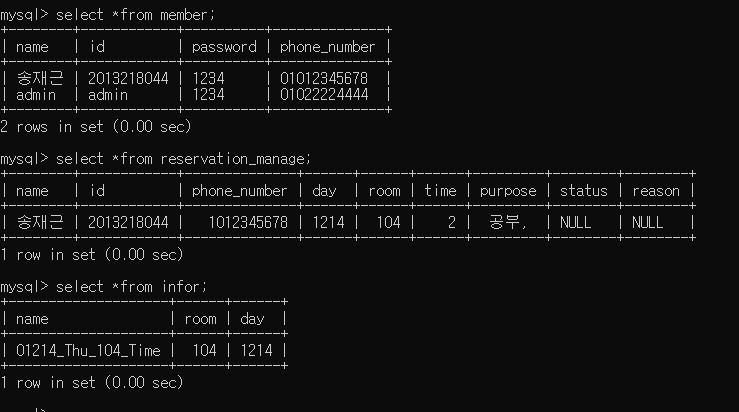 mysql> select *from member;
+--------+------------+----------+--------------+
| name   | id         | password | phone_number |
+--------+------------+----------+--------------+
| 송재근 | 2013218044 | 1234     | 01012345678  |
| admin  | admin      | 1234     | 01022224444  |
+--------+------------+----------+--------------+
2 rows in set (0.00 sec)
mysql> select *from reservation_manage;
+--------+------------+--------------+------+------+------+---------+--------+--------+
| name   | id         | phone_number | day  | room | time | purpose | status | reason |
+--------+------------+--------------+------+------+------+---------+--------+--------+
| 송재근 | 2013218044 |   1012345678 | 1214 |  104 |    2 |  공부,  | NULL   | NULL   |
+--------+------------+--------------+------+------+------+---------+--------+--------+
1 row in set (0.00 sec)
mysql> select *from infor;
+--------------------+------+------+
| name               | room | day  |
+--------------------+------+------+
| 01214_Thu_104_Time |  104 | 1214 |
+--------------------+------+------+
1 row in set (0.00 sec)